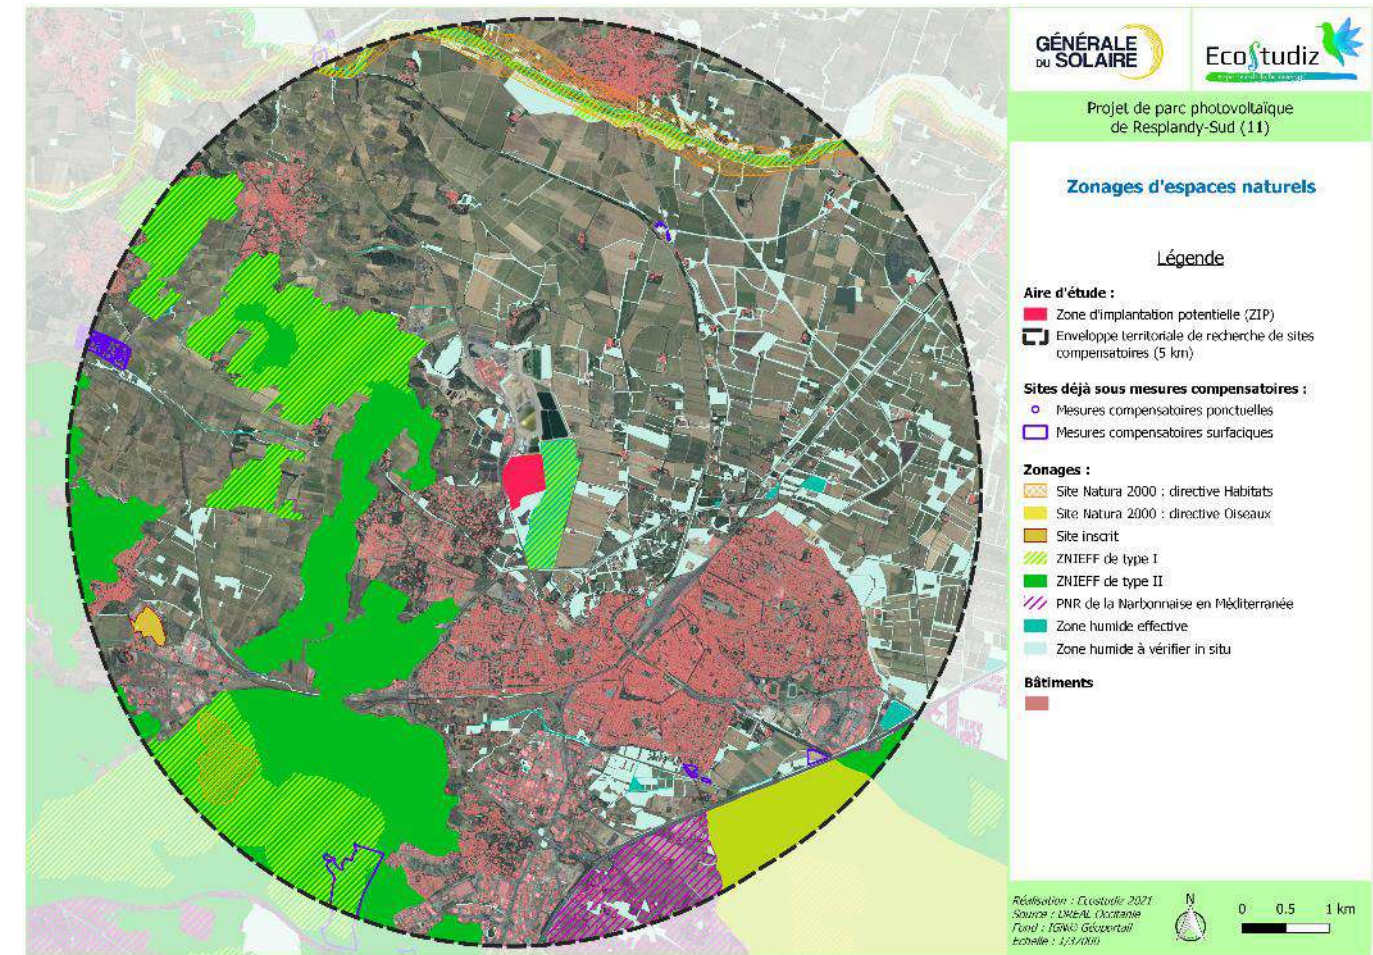 GÉNÉRALE
DU SOLAIRE
EcoStudiz
Projet de parc photovoltaïque
de Resplandy-Sud (11)
Zonages d'espaces naturels
Légende
Aire d'étude :
Zone d'implantation potentielle (ZIP)
Enveloppe territoriale de recherche de sites
compensatoires (5 km)
Sites déjà sous mesures compensatoires :
Mesures compensatoires ponctuelles
Mesures compensatoires surfaciques
Zonages :
Site Natura 2000 : directive Habitats
Site Natura 2000 : directive Oiseaux
Site inscrit
ZNIEFF de type I
ZNIEFF de type II
PNR de la Narbonnaise en Méditerranée
Zone humide effective
Zone humide à vérifier in situ
Bâtiments
Réalisation : Ecostudiz 2021
Source : DREAL Occitanie
Fond : IGN© Géoportail
Echelle : 1/37000
N
0 0.5 1 km